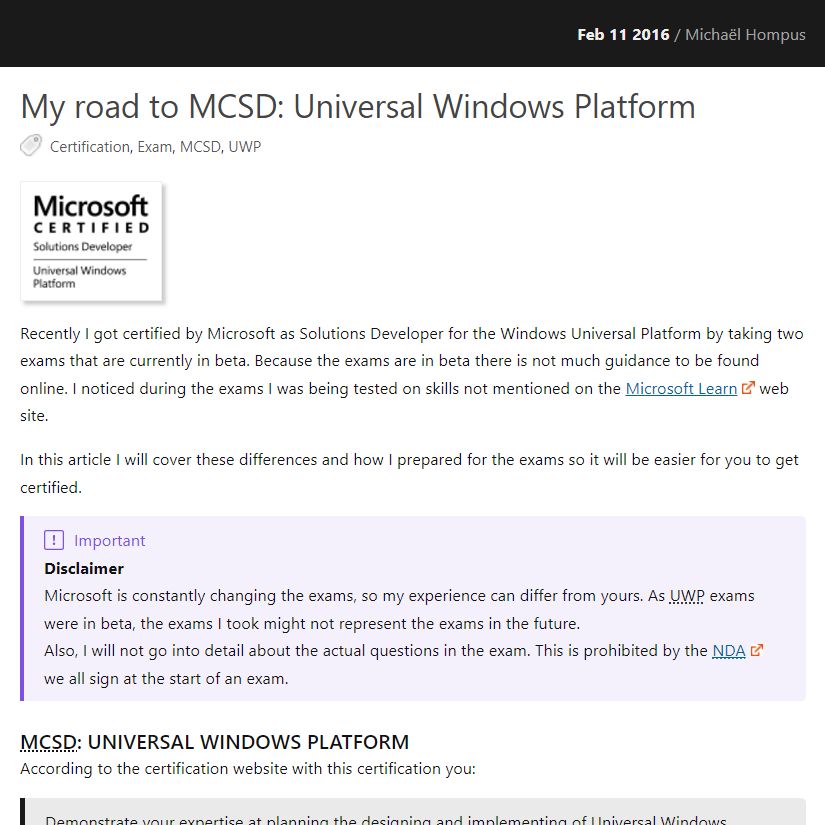 Feb 11 2016 / Michaël Hompus
My road to MCSD: Universal Windows Platform
Certification, Exam, MCSD, UWP
Microsoft
CERTIFIED
Solutions Developer
Universal Windows
Platform
Recently I got certified by Microsoft as Solutions Developer for the Windows Universal Platform by taking two
exams that are currently in beta. Because the exams are in beta there is not much guidance to be found
online. I noticed during the exams I was being tested on skills not mentioned on the Microsoft Learn web
site.
In this article I will cover these differences and how I prepared for the exams so it will be easier for you to get
certified.
Important
Disclaimer
Microsoft is constantly changing the exams, so my experience can differ from yours. As UWP exams
were in beta, the exams I took might not represent the exams in the future.
Also, I will not go into detail about the actual questions in the exam. This is prohibited by the NDA
we all sign at the start of an exam.
MCSD: UNIVERSAL WINDOWS PLATFORM
According to the certification website with this certification you:
Demonstrate your expertise at planning the designing and implementing of Universal Windows